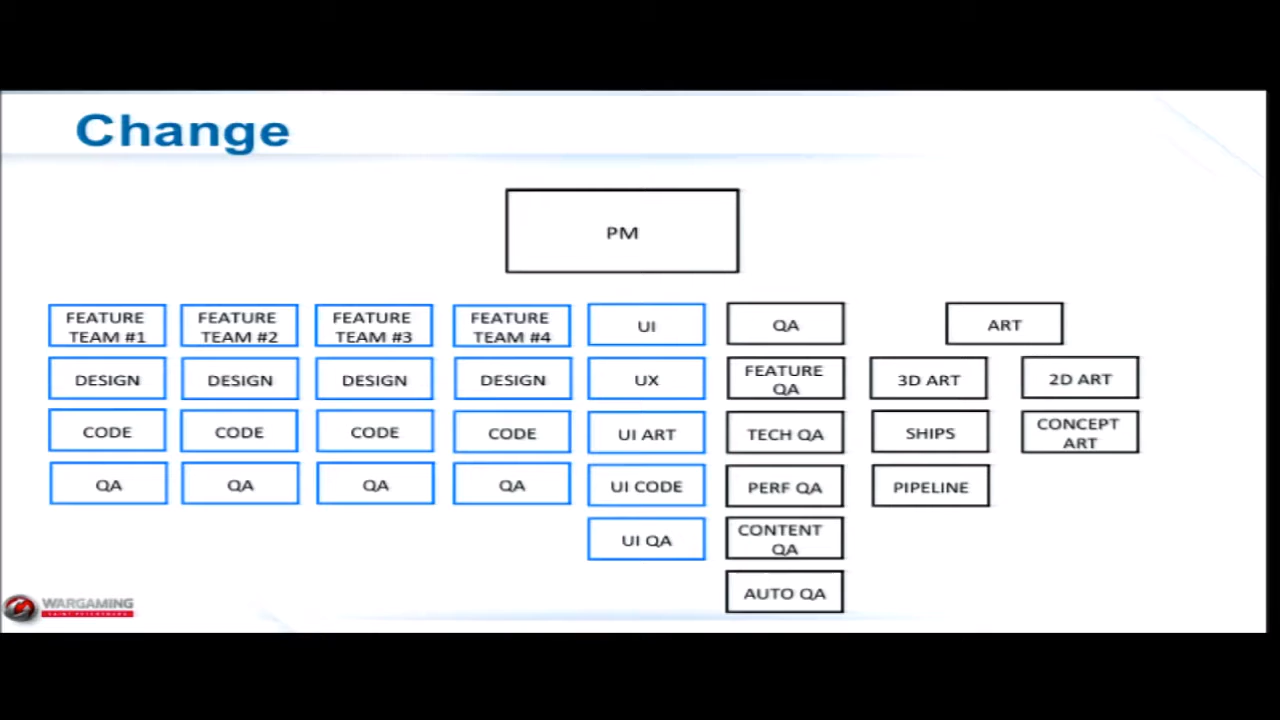 Change
PM
FEATURE
TEAM #1
DESIGN
CODE
QA
FEATURE
TEAM #2
DESIGN
CODE
QA
FEATURE
TEAM #3
DESIGN
CODE
QA
FEATURE
TEAM #4
DESIGN
CODE
QA
UI
UX
UI ART
UI CODE
UI QA
QA
FEATURE
QA
TECH QA
PERF QA
CONTENT
QA
AUTO QA
ART
3D ART
SHIPS
PIPELINE
2D ART
CONCEPT
ART
WARGAMING
SAINT PETERSBURG